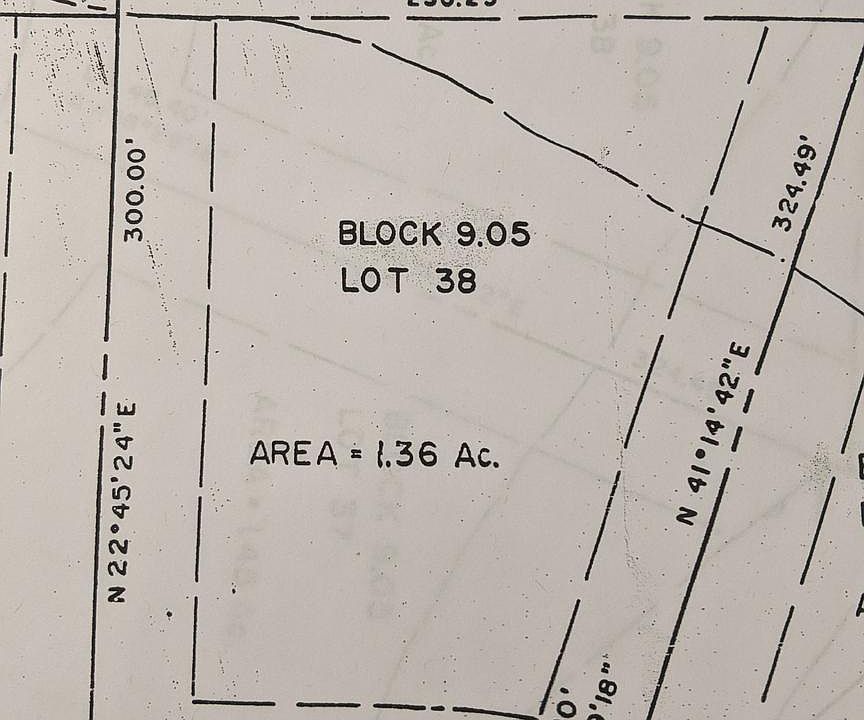 300.00'
324.49'
BLOCK 9.05
LOT 38
N 41°14'42"E
AREA = 1.36 Ac.
N 22°45'24"E